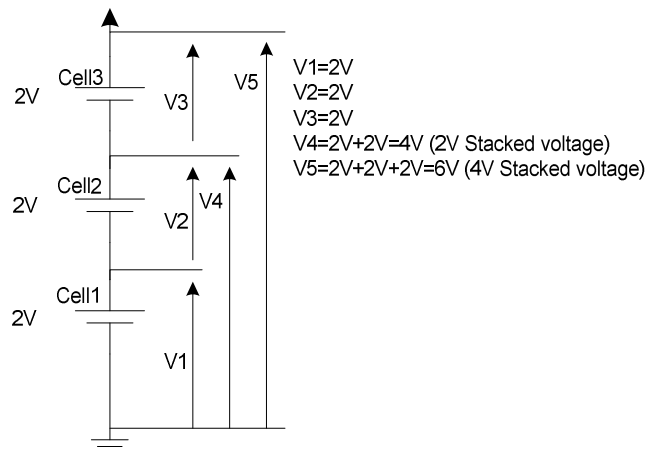 Cell3
2V
V3
V5
V1=2V
V2=2V
V3=2V
V4=2V+2V=4V (2V Stacked voltage)
V5=2V+2V+2V=6V (4V Stacked voltage)
Cell2
2V
V2
V4
Cell1
2V
V1